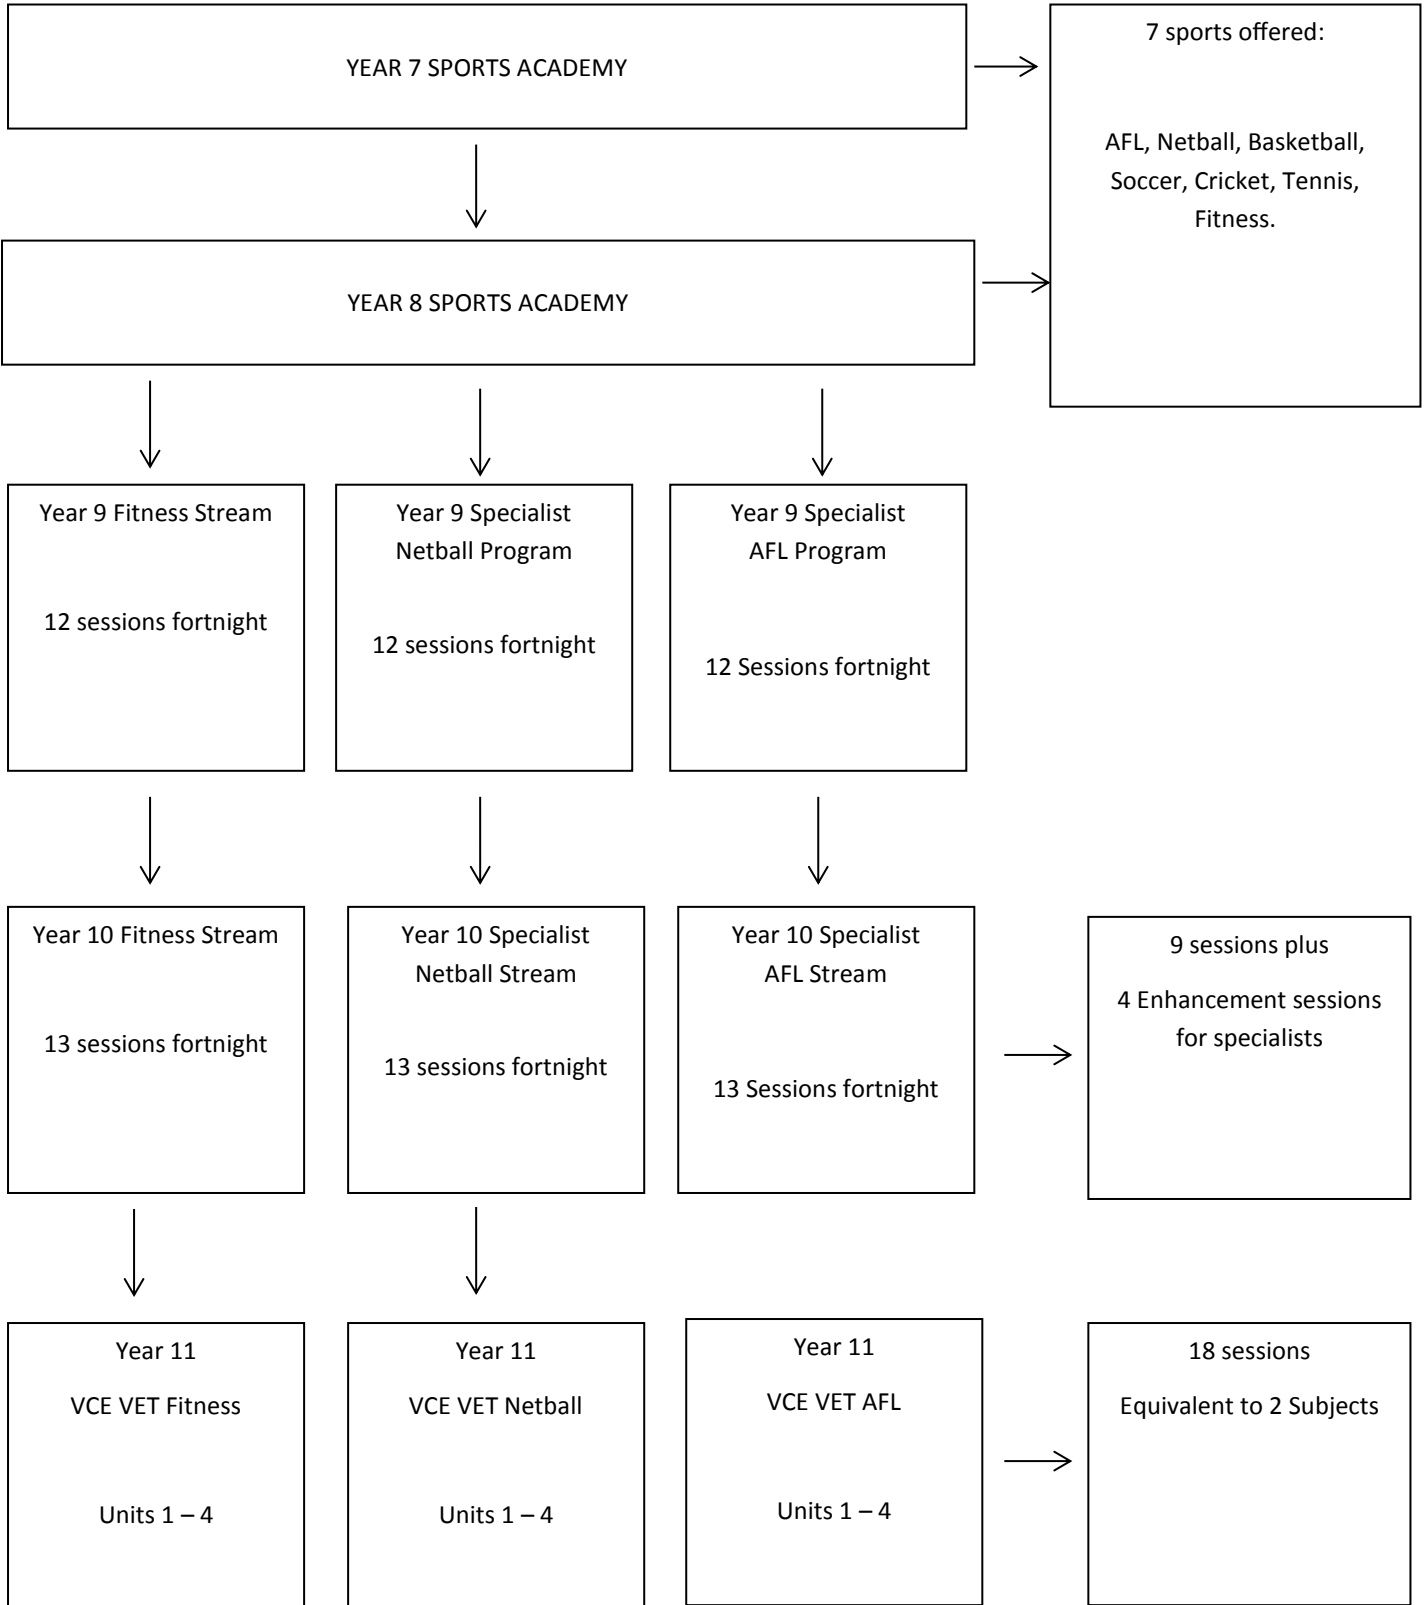 YEAR 7 SPORTS ACADEMY
7 sports offered:
AFL, Netball, Basketball,
Soccer, Cricket, Tennis,
Fitness.
YEAR 8 SPORTS ACADEMY
Year 9 Fitness Stream
12 sessions fortnight
Year 9 Specialist
Netball Program
12 sessions fortnight
Year 9 Specialist
AFL Program
12 Sessions fortnight
Year 10 Fitness Stream
13 sessions fortnight
Year 10 Specialist
Netball Stream
13 sessions fortnight
Year 10 Specialist
AFL Stream
13 Sessions fortnight
9 sessions plus
4 Enhancement sessions
for specialists
Year 11
VCE VET Fitness
Units 1 – 4
Year 11
VCE VET Netball
Units 1 – 4
Year 11
VCE VET AFL
Units 1 – 4
18 sessions
Equivalent to 2 Subjects